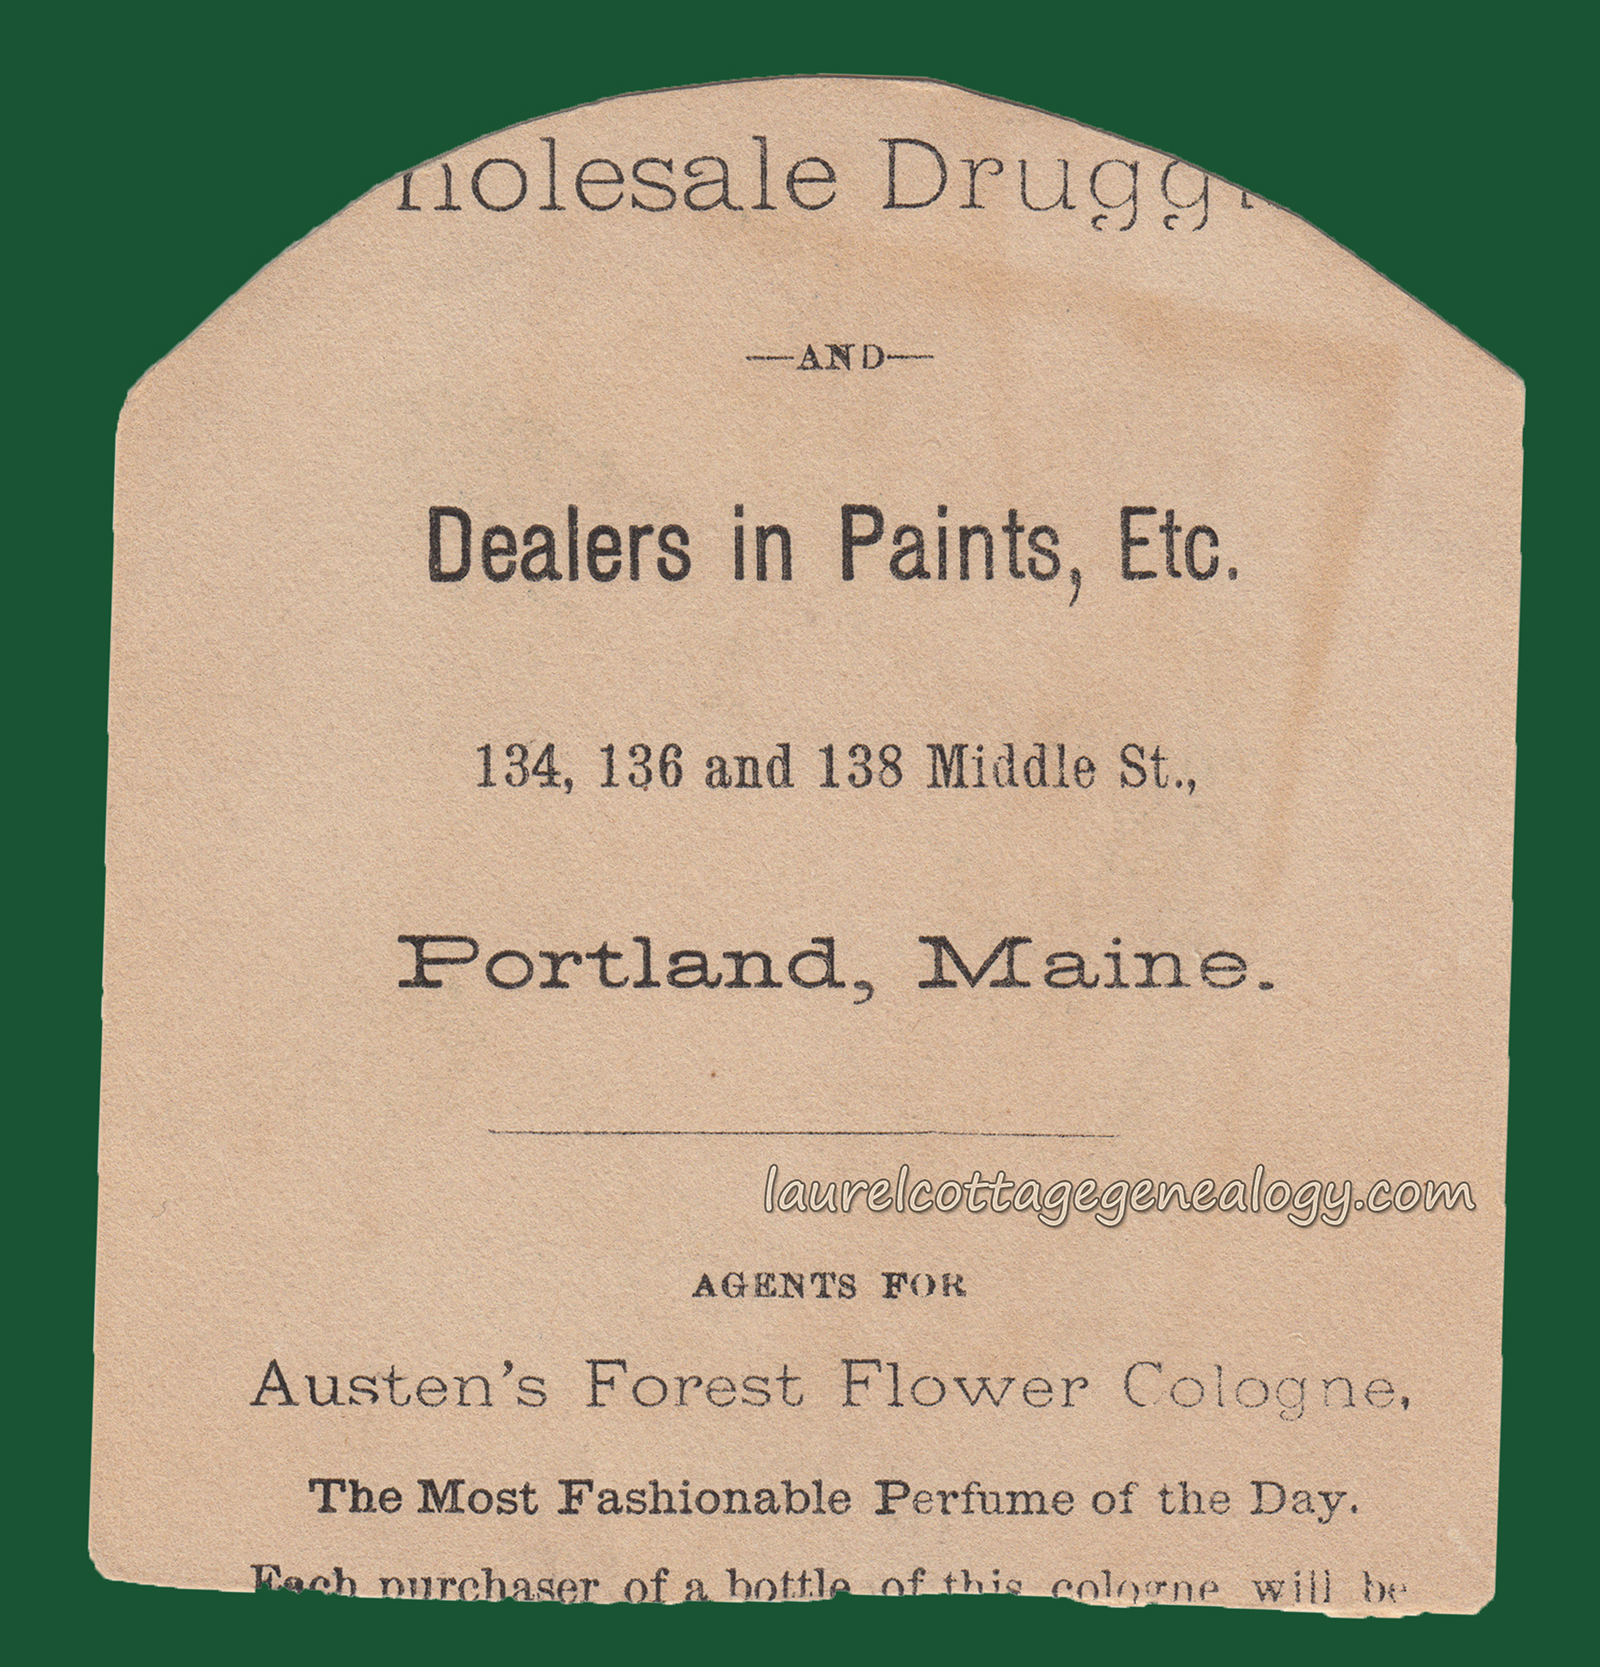 holesale Drugg
—AND—
Dealers in Paints, Etc.
134, 136 and 138 Middle St.,
Portland, Maine.
laurelcottagegenealogy.com
AGENTS FOR
Austen's Forest Flower Cologne,
The Most Fashionable Perfume of the Day.
Each purchaser of a bottle of this cologne will be